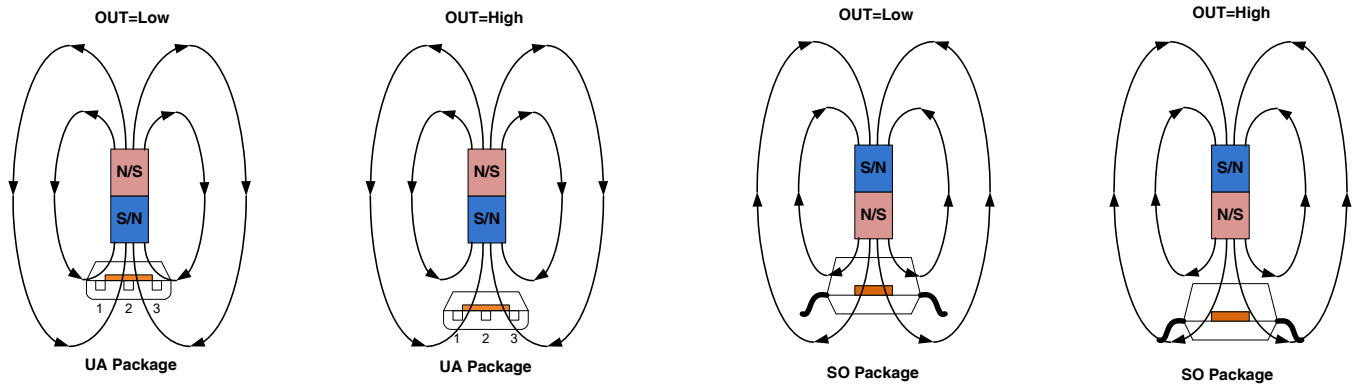 OUT=Low
N/S
S/N
1 2 3
UA Package
OUT=High
N/S
S/N
1 2 3
UA Package
OUT=Low
S/N
N/S
SO Package
OUT=High
S/N
N/S
SO Package